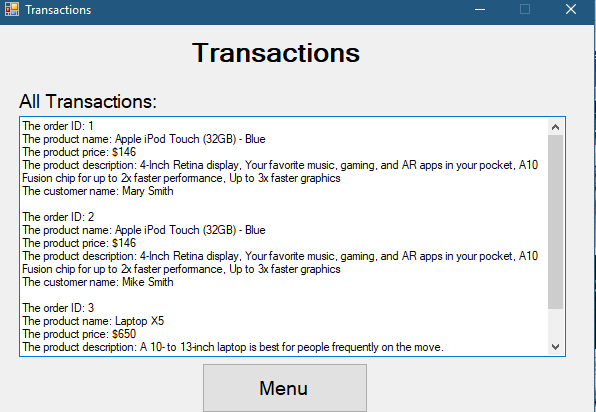 Transactions
Transactions
All Transactions:
The order ID: 1
The product name: Apple iPod Touch (32GB) - Blue
The product price: $146
The product description: 4-Inch Retina display, Your favorite music, gaming, and AR apps in your pocket, A10
Fusion chip for up to 2x faster performance, Up to 3x faster graphics
The customer name: Mary Smith
The order ID: 2
The product name: Apple iPod Touch (32GB) - Blue
The product price: $146
The product description: 4-Inch Retina display, Your favorite music, gaming, and AR apps in your pocket, A10
Fusion chip for up to 2x faster performance, Up to 3x faster graphics
The customer name: Mike Smith
The order ID: 3
The product name: Laptop X5
The product price: $650
The product description: A 10- to 13-inch laptop is best for people frequently on the move.
Menu